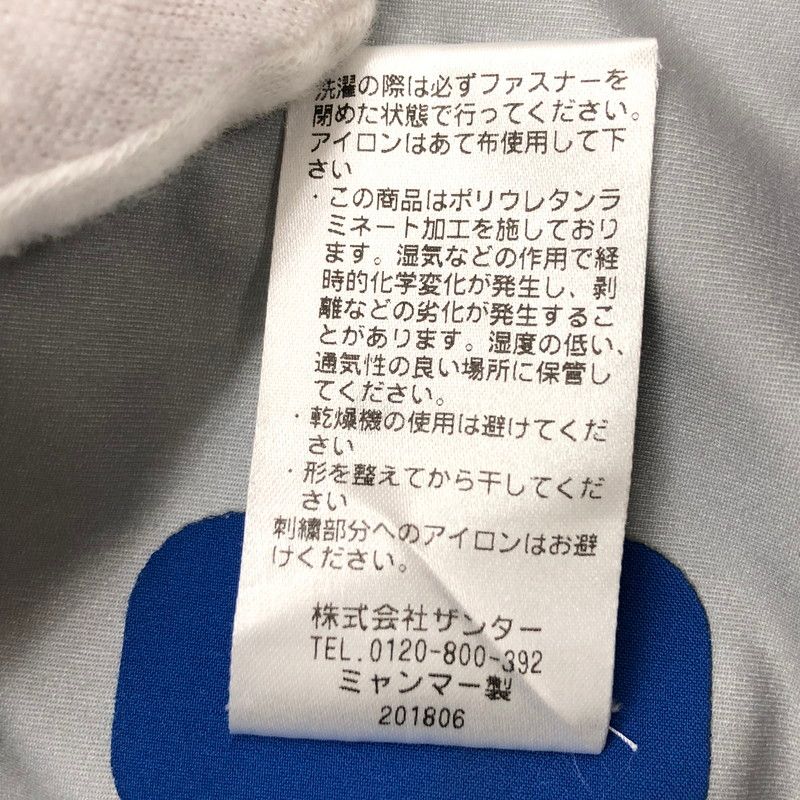 洗濯の際は必ずファスナーを
閉めた状態で行ってください。
アイロンはあて布使用して下
さい
・この商品はポリウレタンラ
ミネート加工を施しており
ます。湿気などの作用で経
時的化学変化が発生し、剥
離などの劣化が発生するこ
とがあります。湿度の低い、
通気性の良い場所に保管し
てください。
・乾燥機の使用は避けてくだ
さい
・形を整えてから干してくだ
さい
刺繍部分へのアイロンはお避
けください。
株式会社ザンター
TEL.0120-800-392
ミャンマー製
201806